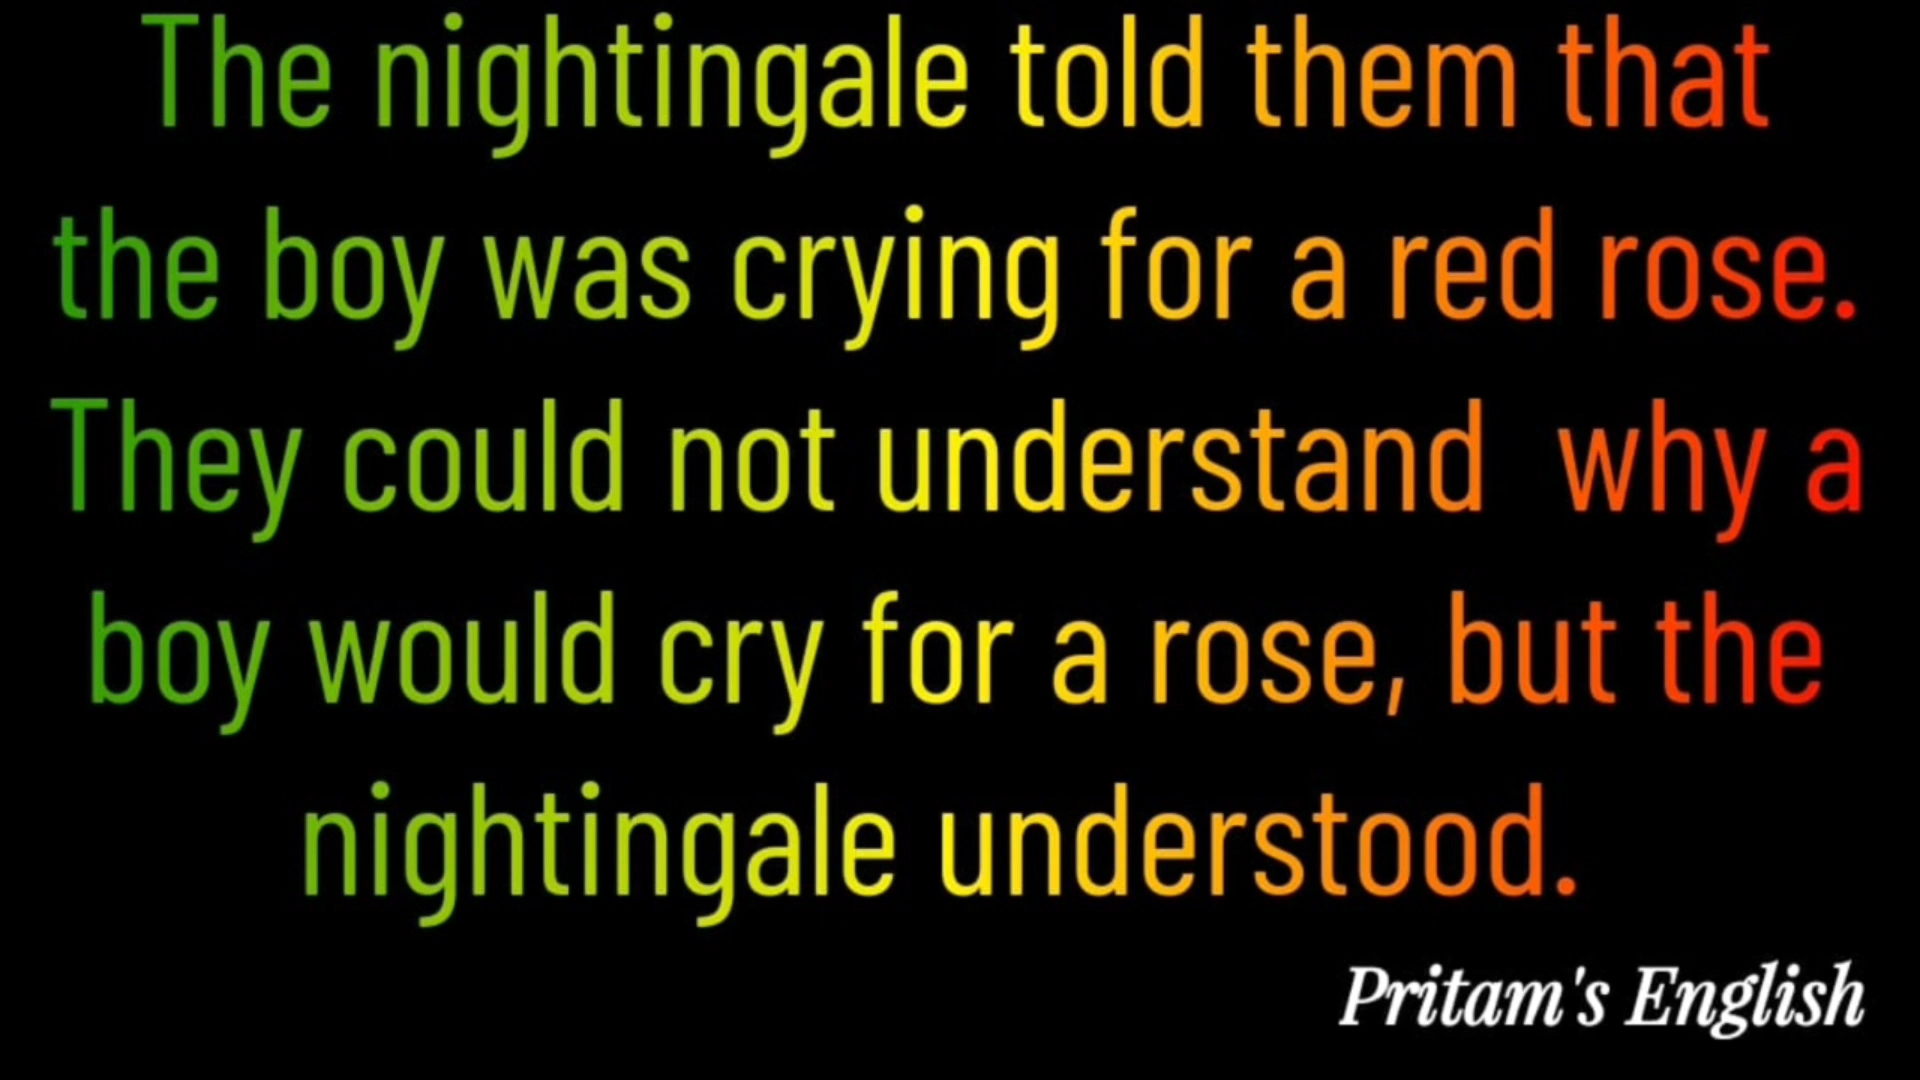 The nightingale told them that
the boy was crying for a red rose.
They could not understand  why a
boy would cry for a rose, but the
nightingale understood.
Pritam's English